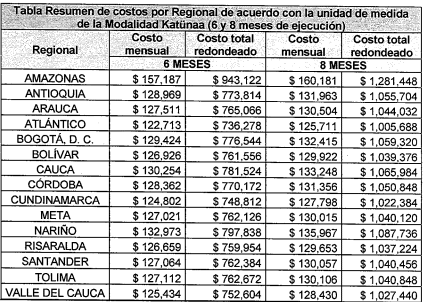 Tabla Resumen de costos por Regional de acuerdo con la unidad de medida
de la Modalidad Katünaa (6 y 8 meses de ejecución)
Regional Costo mensual Costo total redondeado Costo mensual Costo total redondeado
6 MESES 8 MESES
AMAZONAS $ 157,187 $ 943,122 $ 160,181 $ 1,281,448
ANTIOQUIA $ 128,969 $ 773,814 $ 131,963 $ 1,055,704
ARAUCA $ 127,511 $ 765,066 $ 130,504 $ 1,044,032
ATLÁNTICO $ 122,713 $ 736,278 $ 125,711 $ 1,005,688
BOGOTÁ, D. C. $ 129,424 $ 776,544 $ 132,415 $ 1,059,320
BOLÍVAR $ 126,926 $ 761,556 $ 129,922 $ 1,039,376
CAUCA $ 130,254 $ 781,524 $ 133,248 $ 1,065,984
CÓRDOBA $ 128,362 $ 770,172 $ 131,356 $ 1,050,848
CUNDINAMARCA $ 124,802 $ 748,812 $ 127,798 $ 1,022,384
META $ 127,021 $ 762,126 $ 130,015 $ 1,040,120
NARIÑO $ 132,973 $ 797,838 $ 135,967 $ 1,087,736
RISARALDA $ 126,659 $ 759,954 $ 129,653 $ 1,037,224
SANTANDER $ 127,064 $ 762,384 $ 130,057 $ 1,040,456
TOLIMA $ 127,112 $ 762,672 $ 130,106 $ 1,040,848
VALLE DEL CAUCA $ 125,434 $ 752,604 $ 128,430 $ 1,027,440